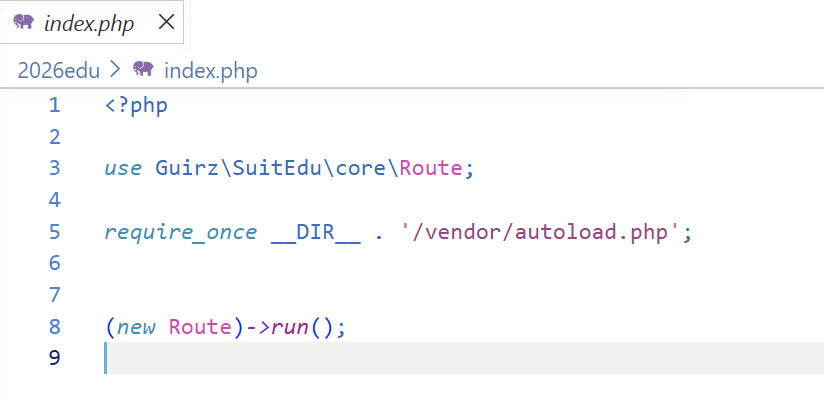 index.php
2026edu > index.php
1 <?php
2
3 use Guirz\SuitEdu\core\Route;
4
5 require_once __DIR__ . '/vendor/autoload.php';
6
7
8 (new Route)->run();
9